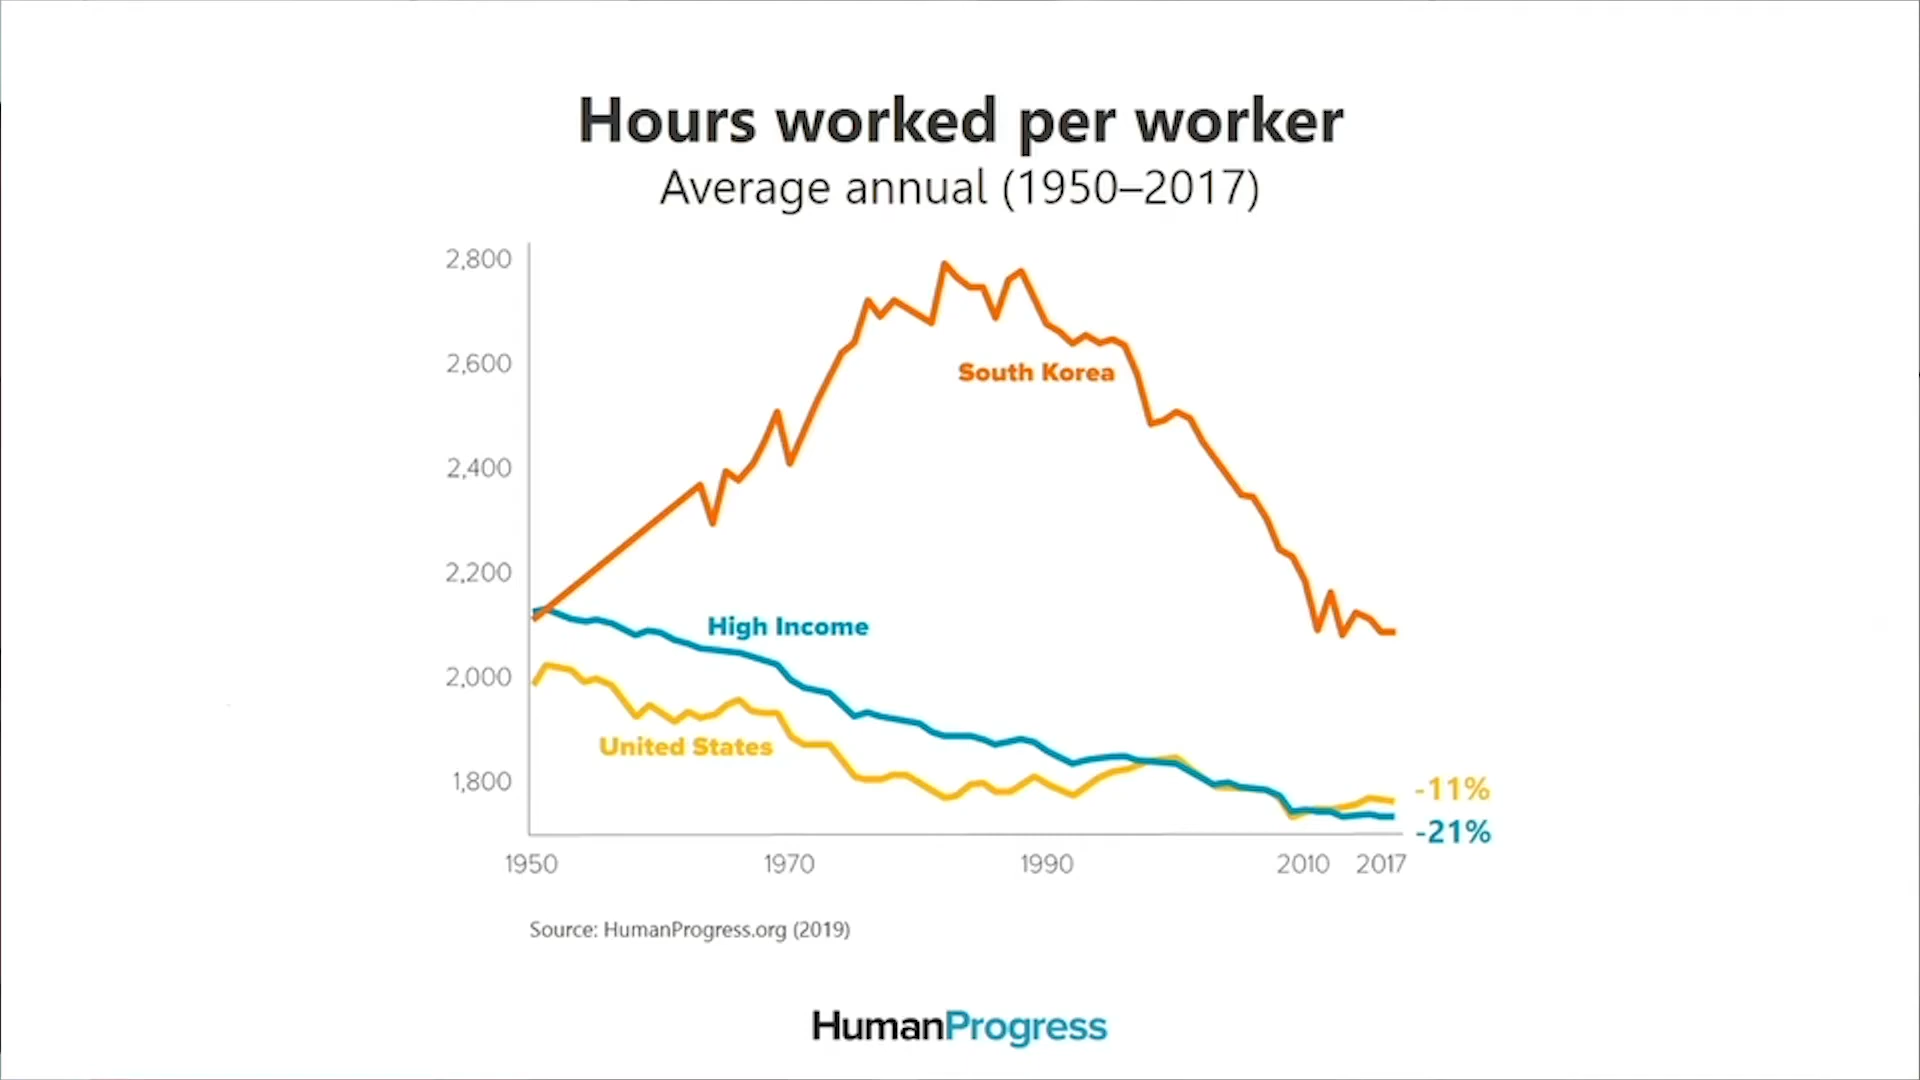 Hours worked per worker
Average annual (1950–2017)
2,800
2,600
South Korea
2,400
2,200
High Income
2,000
United States
1,800
-11%
-21%
1950 1970 1990 2010 2017
Source: HumanProgress.org (2019)
HumanProgress